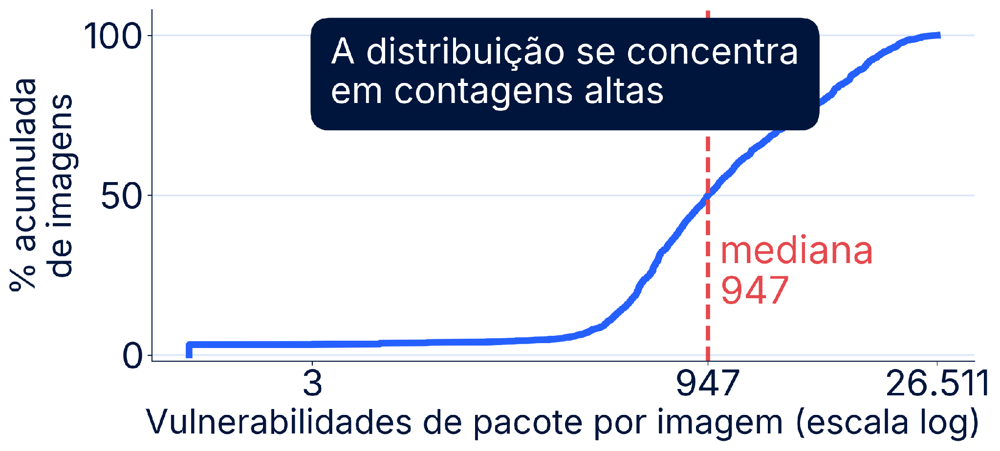 A distribuição se concentra
em contagens altas
% acumulada
de imagens
100
50
0
mediana
947
3
947
26.511
Vulnerabilidades de pacote por imagem (escala log)